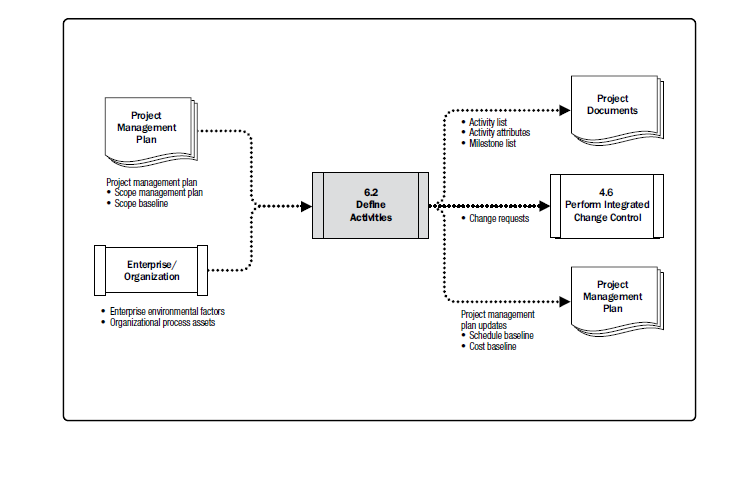 Project
Management
Plan
Project management plan
• Scope management plan
• Scope baseline
Enterprise/
Organization
• Enterprise environmental factors
• Organizational process assets
6.2
Define
Activities
• Activity list
• Activity attributes
• Milestone list
• Change requests
Project management
plan updates
• Schedule baseline
• Cost baseline
Project
Documents
4.6
Perform Integrated
Change Control
Project
Management
Plan